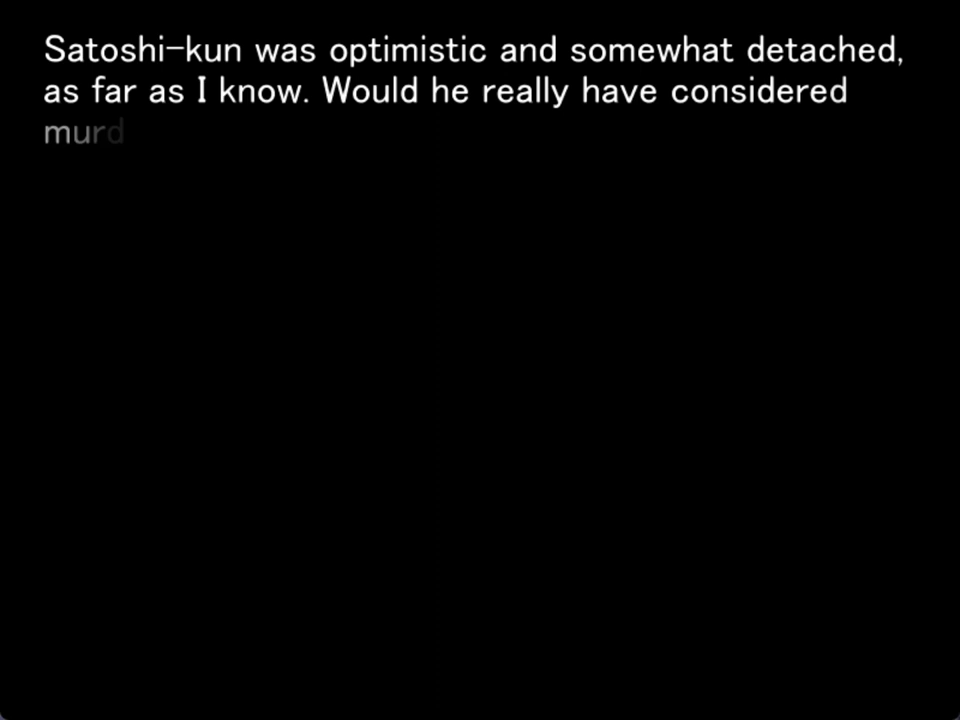 Satoshi-kun was optimistic and somewhat detached,
as far as I know. Would he really have considered
murd